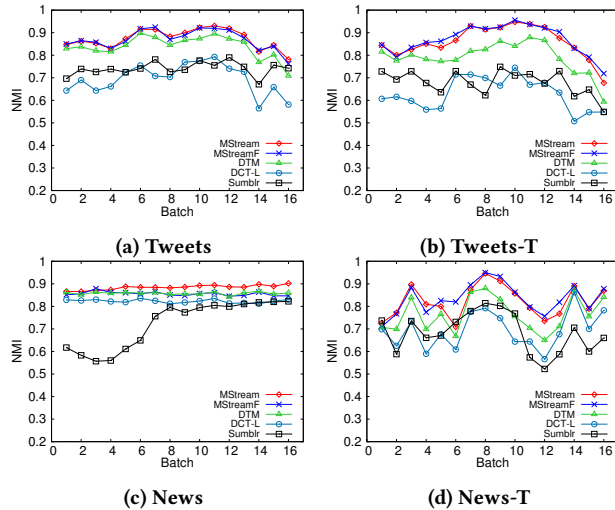 1
0.9
0.8
0.7
0.6
0.5
0.4
0.3
0.2
NMI
MStream
MStreamF
DTM
DCT-L
Sumblr
0 2 4 6 8 10 12 14 16
Batch
(a) Tweets
1
0.9
0.8
0.7
0.6
0.5
0.4
0.3
0.2
NMI
MStream
MStreamF
DTM
DCT-L
Sumblr
0 2 4 6 8 10 12 14 16
Batch
(b) Tweets-T
1
0.9
0.8
0.7
0.6
0.5
0.4
0.3
0.2
NMI
MStream
MStreamF
DTM
DCT-L
Sumblr
0 2 4 6 8 10 12 14 16
Batch
(c) News
1
0.9
0.8
0.7
0.6
0.5
0.4
0.3
0.2
NMI
MStream
MStreamF
DTM
DCT-L
Sumblr
0 2 4 6 8 10 12 14 16
Batch
(d) News-T